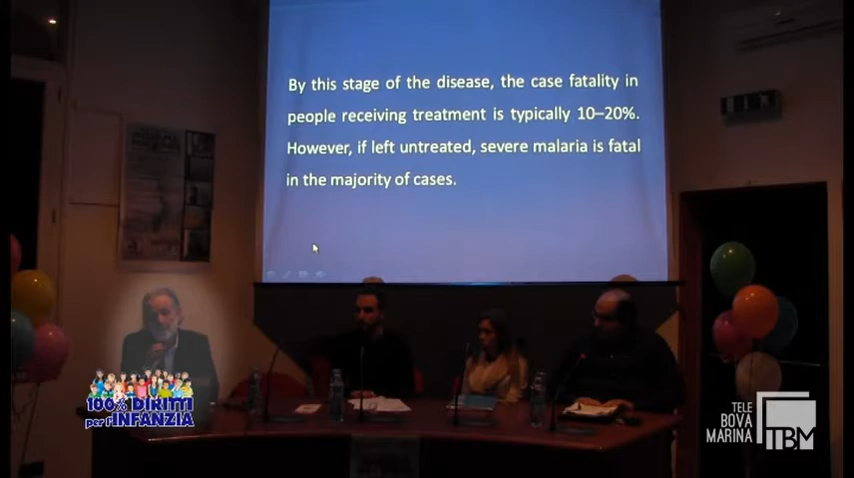 By this stage of the disease, the case fatality in
people receiving treatment is typically 10–20%.
However, if left untreated, severe malaria is fatal
in the majority of cases.
100% DIRITTI
per l'INFANZIA
TELE
BOVA
MARINA
TBM